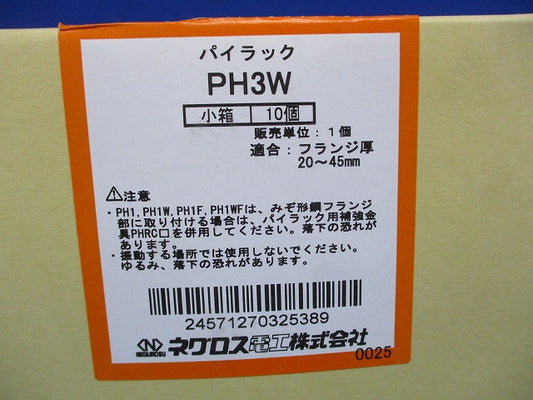 パイラック
PH3W
小箱 10個
販売単位：1個
適合：フランジ厚
20～45mm
⚠注意
・PH1,PH1W,PH1F,PH1WFは、みぞ形鋼フランジ
部に取り付ける場合は、パイラック用補強金
具PHRC□を併用してください。落下の恐れが
あります。
・振動する場所では使用しないでください。
ゆるみ、落下の恐れがあります。
24571270325389
NEGUROSU ネグロス電工株式会社
0025